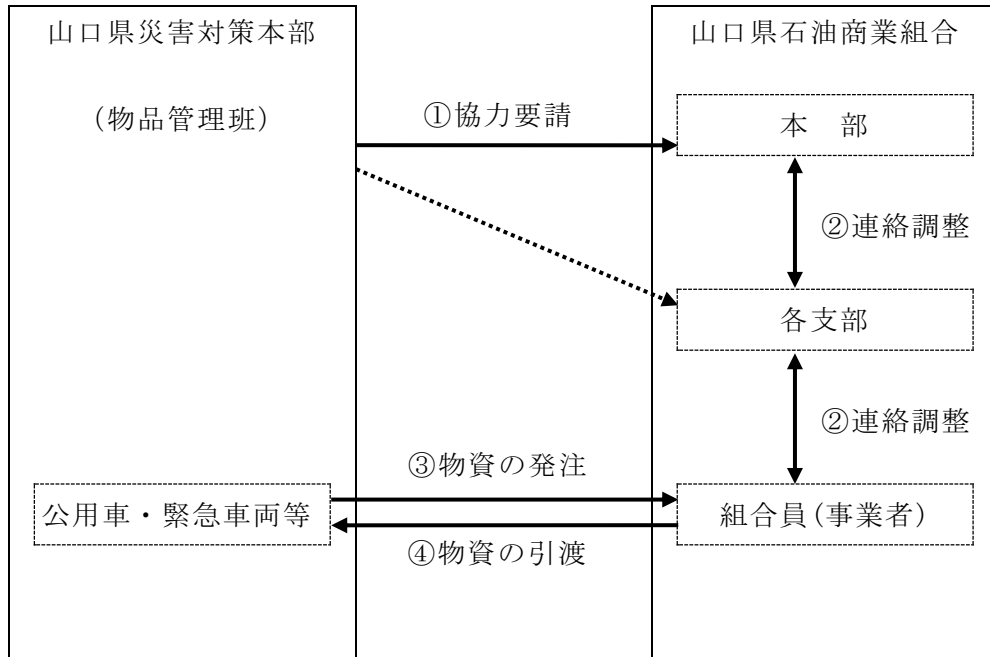 山口県災害対策本部
(物品管理班)
山口県石油商業組合
①協力要請
本　部
②連絡調整
各支部
②連絡調整
③物資の発注
公用車・緊急車両等
組合員(事業者)
④物資の引渡